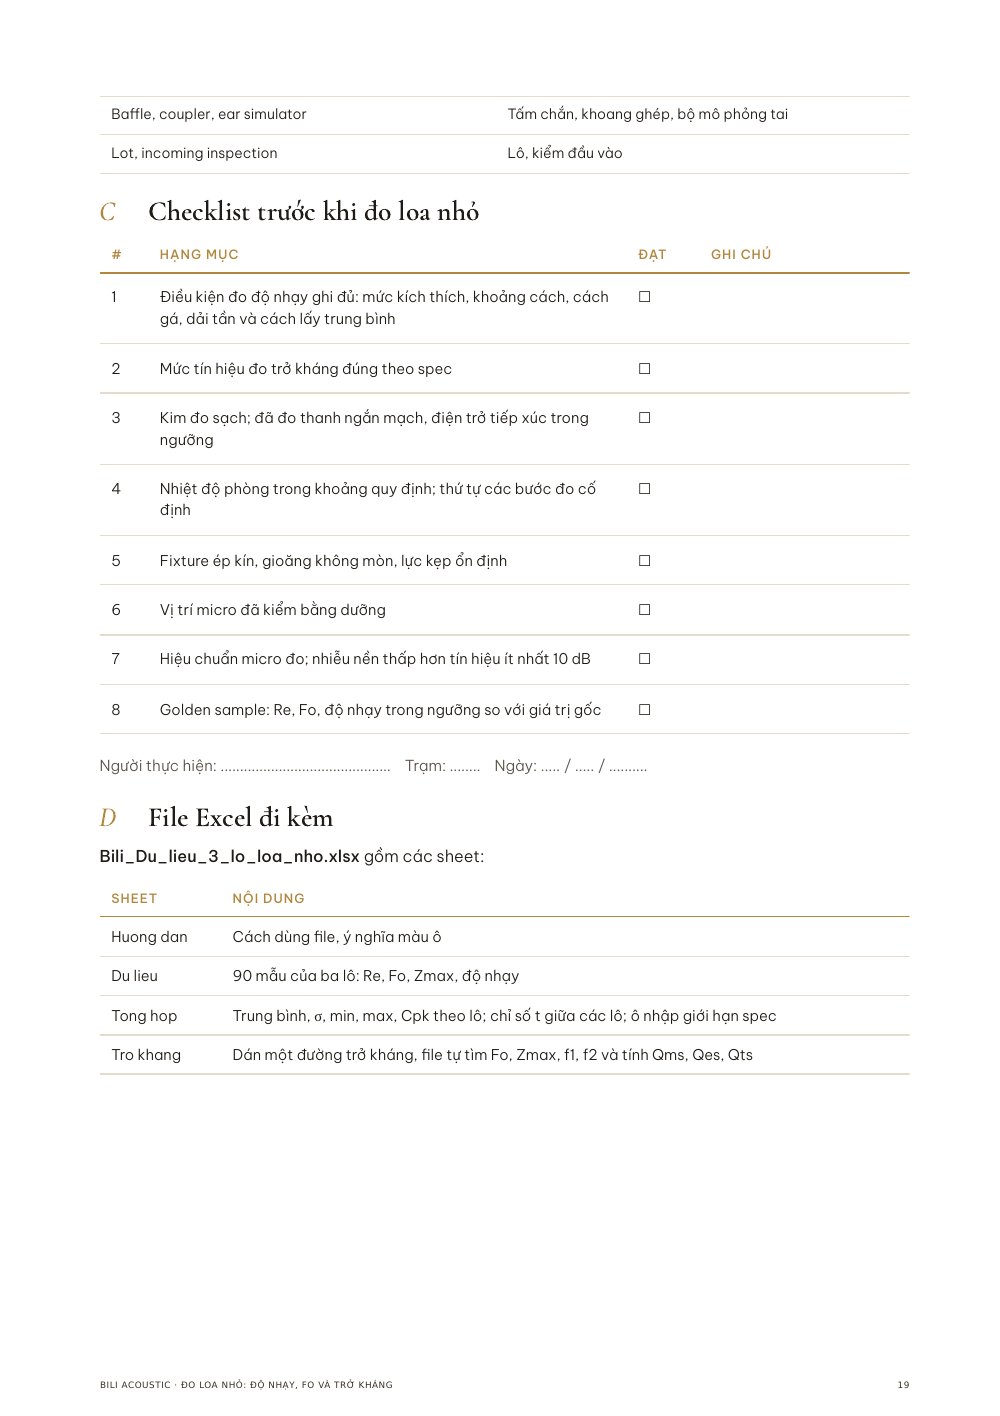 Baffle, coupler, ear simulator Tấm chắn, khoang ghép, bộ mô phỏng tai
Lot, incoming inspection Lô, kiểm đầu vào
C Checklist trước khi đo loa nhỏ
# HẠNG MỤC ĐẠT GHI CHÚ
1 Điều kiện đo độ nhạy ghi đủ: mức kích thích, khoảng cách, cách ☐
gá, dải tần và cách lấy trung bình
2 Mức tín hiệu đo trở kháng đúng theo spec ☐
3 Kim đo sạch; đã đo thanh ngắn mạch, điện trở tiếp xúc trong ☐
ngưỡng
4 Nhiệt độ phòng trong khoảng quy định; thứ tự các bước đo cố ☐
định
5 Fixture ép kín, gioăng không mòn, lực kẹp ổn định ☐
6 Vị trí micro đã kiểm bằng dưỡng ☐
7 Hiệu chuẩn micro đo; nhiễu nền thấp hơn tín hiệu ít nhất 10 dB ☐
8 Golden sample: Re, Fo, độ nhạy trong ngưỡng so với giá trị gốc ☐
Người thực hiện: ............................................ Trạm: ........ Ngày: ..... / ..... / ..........
D File Excel đi kèm
Bili_Du_lieu_3_lo_loa_nho.xlsx gồm các sheet:
SHEET NỘI DUNG
Huong dan Cách dùng file, ý nghĩa màu ô
Du lieu 90 mẫu của ba lô: Re, Fo, Zmax, độ nhạy
Tong hop Trung bình, σ, min, max, Cpk theo lô; chỉ số t giữa các lô; ô nhập giới hạn spec
Tro khang Dán một đường trở kháng, file tự tìm Fo, Zmax, f1, f2 và tính Qms, Qes, Qts
BILI ACOUSTIC · ĐO LOA NHỎ: ĐỘ NHẠY, FO VÀ TRỞ KHÁNG 19